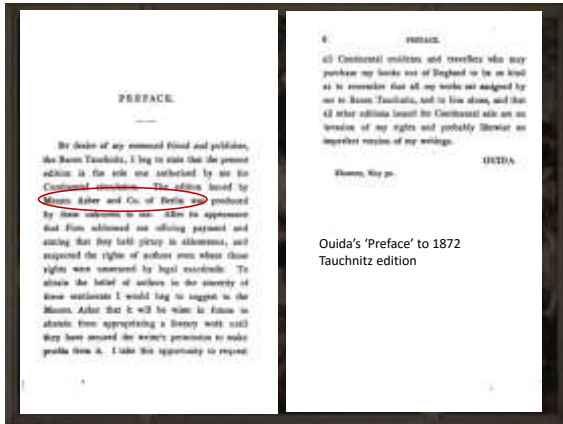 PREFACE.
By desire of my esteemed friend and publisher,
the Baron Tauchnitz, I beg to state that the present
edition is the sole one authorised by me for
Continental circulation. The edition issued by
Messrs. Asher and Co. of Berlin was produced
by them unknown to me. After its appearance
that Firm addressed me offering payment and
stating that they held piracy in abhorrence, and
respected the rights of authors even where those
rights were unsecured by legal exactitude. To
obtain the belief of authors in the sincerity of
these sentiments I would beg to suggest to the
Messrs. Asher that it will be wiser in future to
abstain from appropriating a literary work until
they have secured the writer's permission to make
profits from it. I take this opportunity to request
6 PREFACE.
all Continental residents and travellers who may
purchase my books out of England to be so kind
as to remember that all my works are assigned by
me to Baron Tauchnitz, and to him alone, and that
all other editions issued for Continental sale are an
invasion of my rights and probably likewise an
imperfect version of my writings.
OUIDA.
May 30.
Ouida's 'Preface' to 1872
Tauchnitz edition